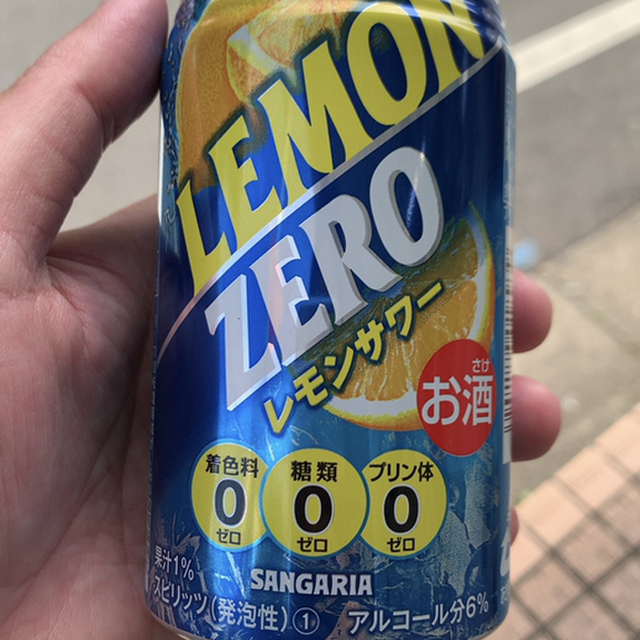 LEMON
ZERO
レモンサワー
さけ
お酒
着色料
0
ゼロ
糖類
0
ゼロ
プリン体
0
ゼロ
果汁1%
SANGARIA
スピリッツ(発泡性)① アルコール分6%